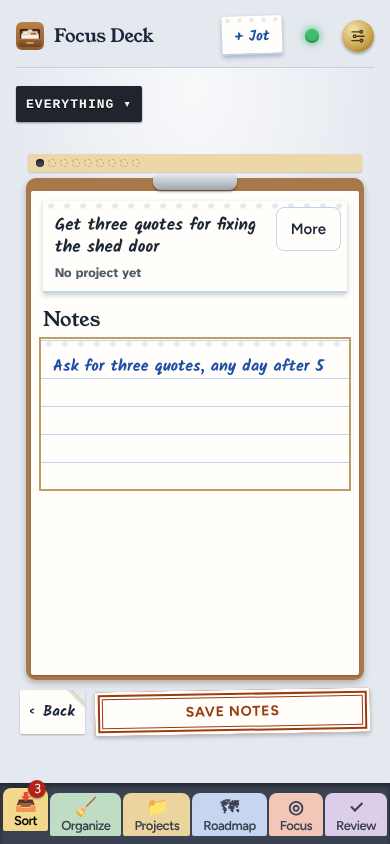 Focus Deck
+ Jot
EVERYTHING ▾
Get three quotes for fixing
the shed door
More
No project yet
Notes
Ask for three quotes, any day after 5
‹ Back
SAVE NOTES
3
Sort
Organize
Projects
Roadmap
Focus
Review